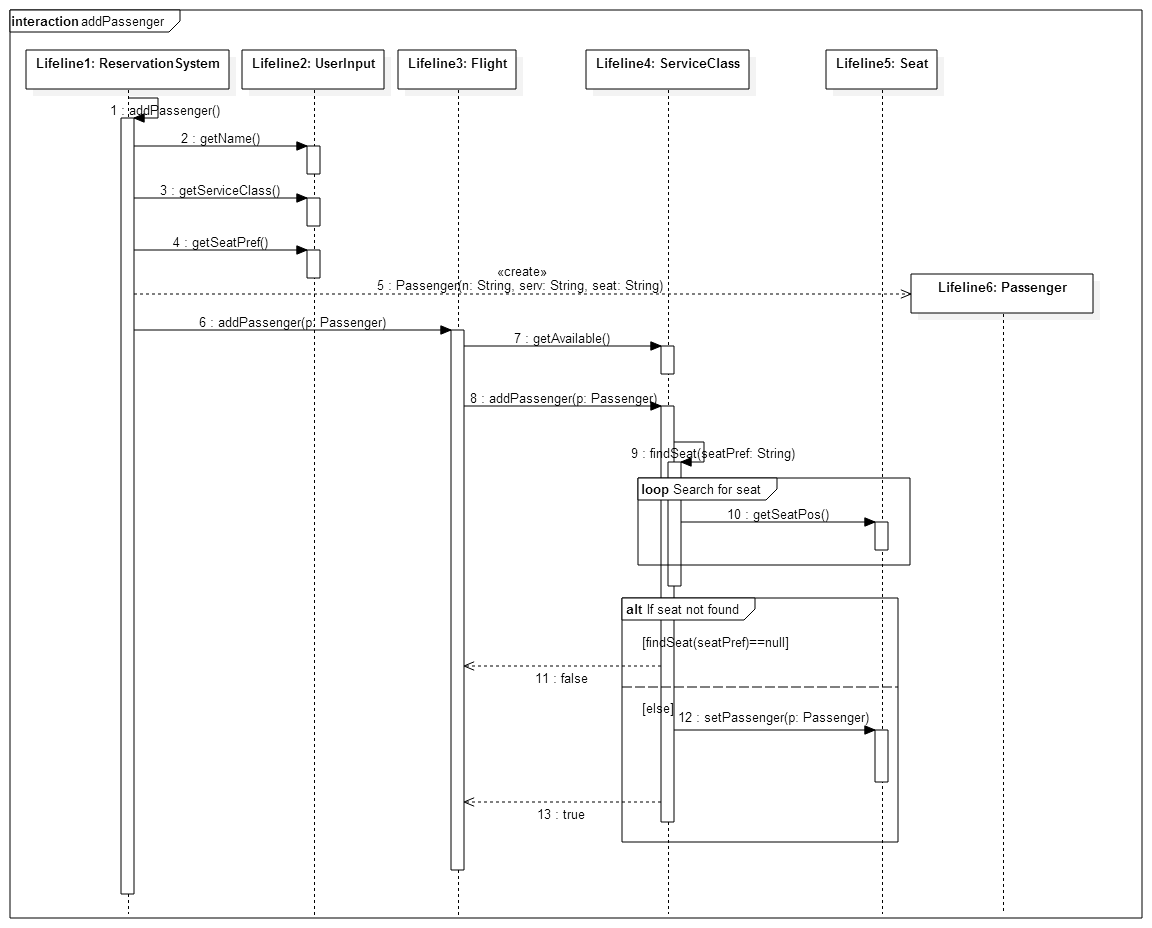 interaction addPassenger
Lifeline1: ReservationSystem
Lifeline2: UserInput
Lifeline3: Flight
Lifeline4: ServiceClass
Lifeline5: Seat
1 : addPassenger()
2 : getName()
3 : getServiceClass()
4 : getSeatPref()
«create»
5 : Passenger(n: String, serv: String, seat: String)
Lifeline6: Passenger
6 : addPassenger(p: Passenger)
7 : getAvailable()
8 : addPassenger(p: Passenger)
9 : findSeat(seatPref: String)
loop Search for seat
10 : getSeatPos()
alt If seat not found
[findSeat(seatPref)==null]
11 : false
[else]
12 : setPassenger(p: Passenger)
13 : true